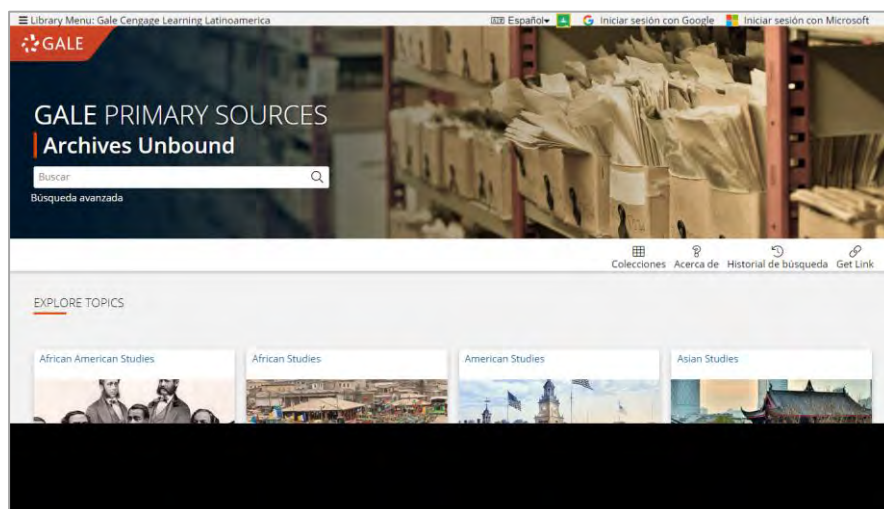 Library Menu: Gale Cengage Learning Latinoamerica Español Iniciar sesión con Google Iniciar sesión con Microsoft
GALE
GALE PRIMARY SOURCES
Archives Unbound
Buscar
Búsqueda avanzada
Colecciones Acerca de Historial de búsqueda Get Link
EXPLORE TOPICS
African American Studies African Studies American Studies Asian Studies